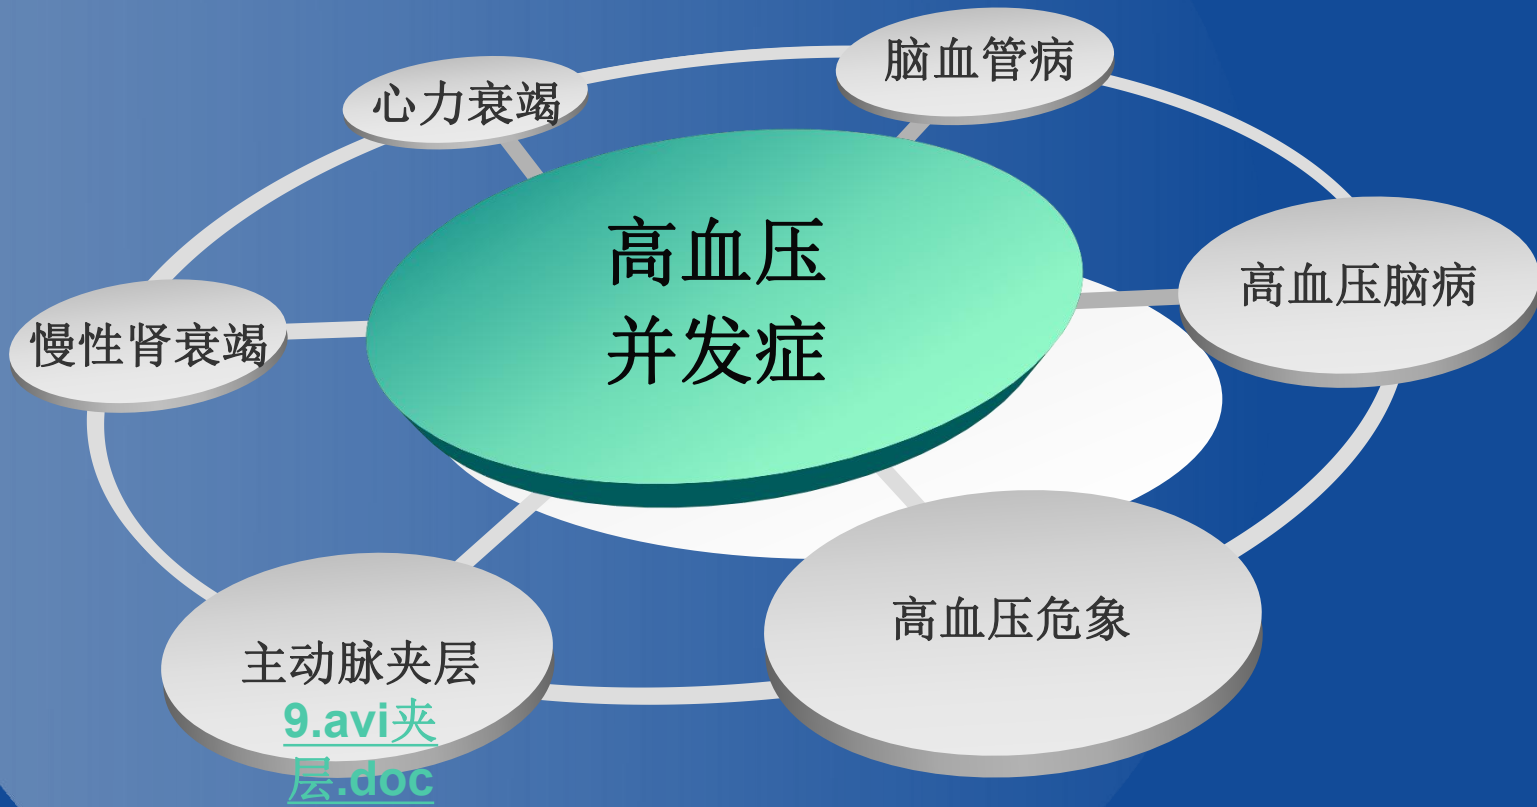 脑血管病
心力衰竭
高血压
并发症
高血压脑病
慢性肾衰竭
高血压危象
主动脉夹层
9.avi夹
层.doc